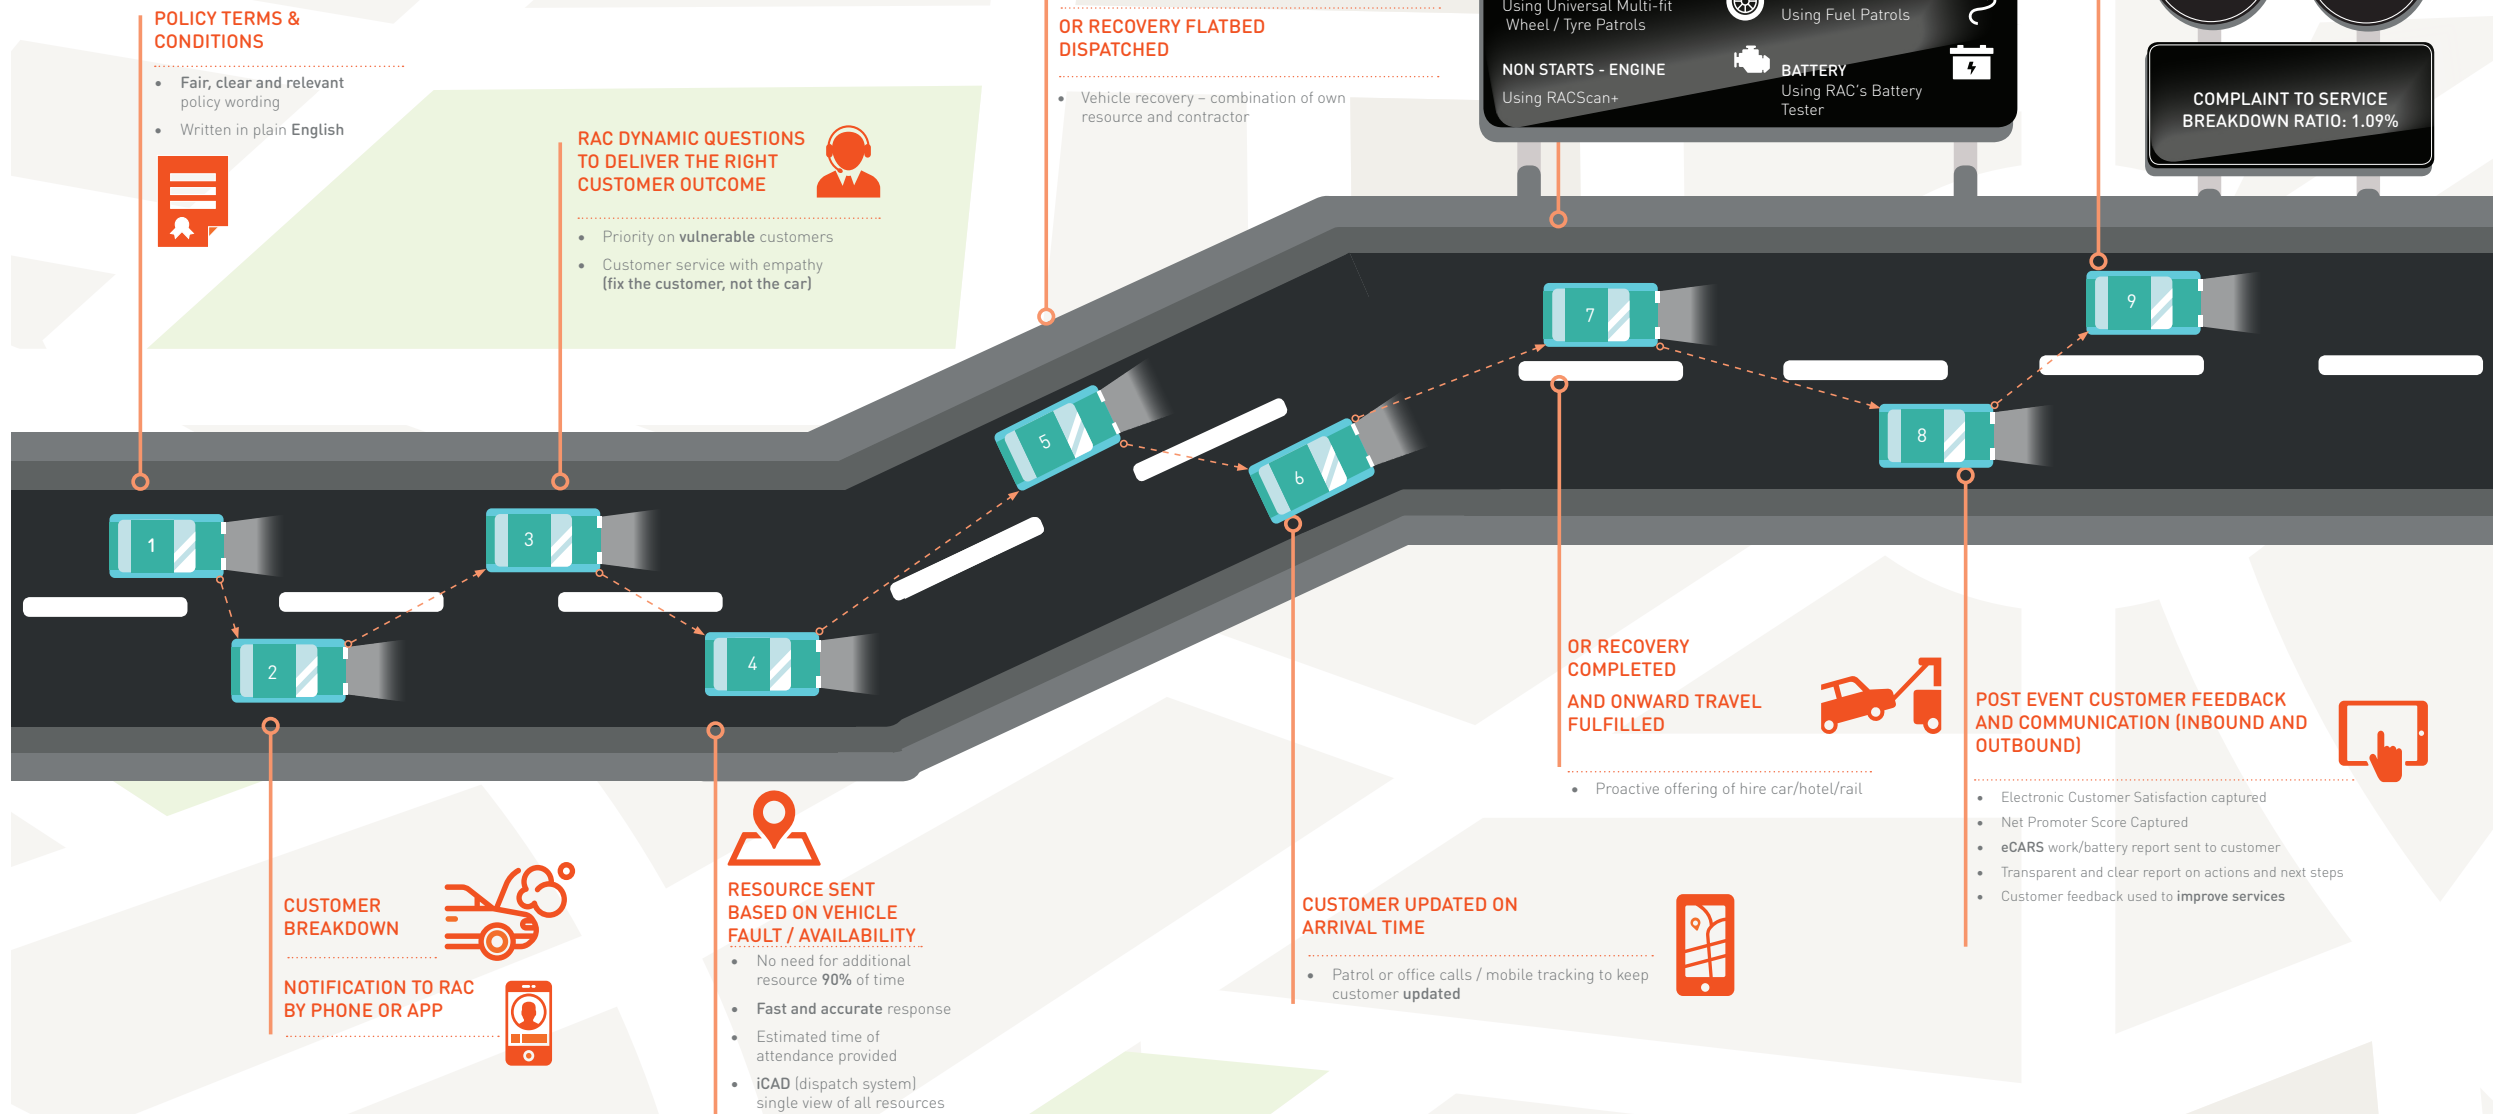 POLICY TERMS &
CONDITIONS
• Fair, clear and relevant
policy wording
• Written in plain English
RAC DYNAMIC QUESTIONS
TO DELIVER THE RIGHT
CUSTOMER OUTCOME
• Priority on vulnerable customers
• Customer service with empathy
(fix the customer, not the car)
OR RECOVERY FLATBED
DISPATCHED
• Vehicle recovery – combination of own
resource and contractor
Using Universal Multi-fit
Wheel / Tyre Patrols
Using Fuel Patrols
NON STARTS - ENGINE
Using RACScan+
BATTERY
Using RAC's Battery
Tester
COMPLAINT TO SERVICE
BREAKDOWN RATIO: 1.09%
1
2
3
4
5
6
7
8
9
CUSTOMER
BREAKDOWN
NOTIFICATION TO RAC
BY PHONE OR APP
RESOURCE SENT
BASED ON VEHICLE
FAULT / AVAILABILITY
• No need for additional
resource 90% of time
• Fast and accurate response
• Estimated time of
attendance provided
• iCAD (dispatch system)
single view of all resources
CUSTOMER UPDATED ON
ARRIVAL TIME
• Patrol or office calls / mobile tracking to keep
customer updated
OR RECOVERY
COMPLETED
AND ONWARD TRAVEL
FULFILLED
• Proactive offering of hire car/hotel/rail
POST EVENT CUSTOMER FEEDBACK
AND COMMUNICATION (INBOUND AND
OUTBOUND)
• Electronic Customer Satisfaction captured
• Net Promoter Score Captured
• eCARS work/battery report sent to customer
• Transparent and clear report on actions and next steps
• Customer feedback used to improve services